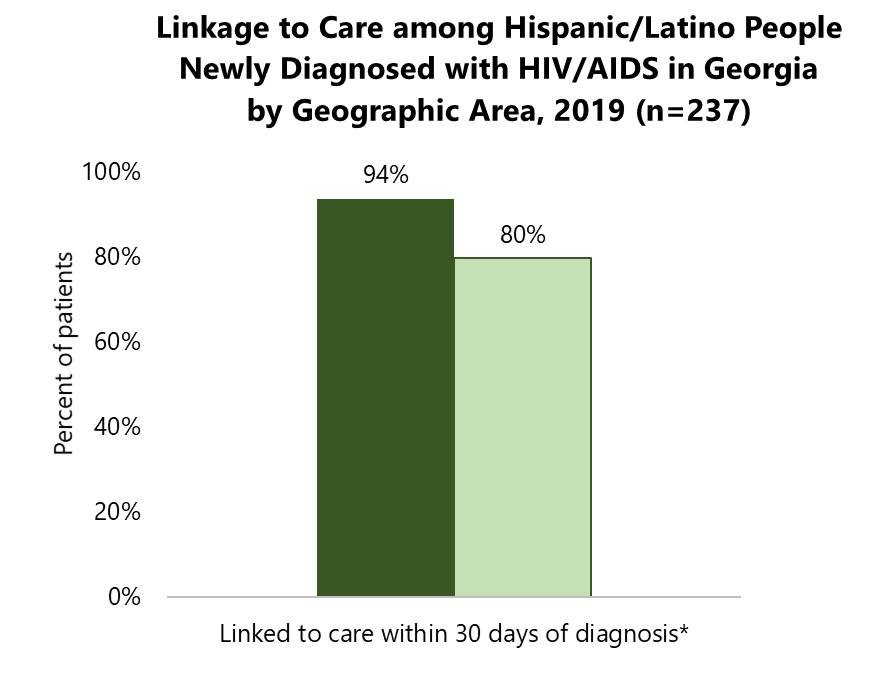 Linkage to Care among Hispanic/Latino People
Newly Diagnosed with HIV/AIDS in Georgia
by Geographic Area, 2019 (n=237)
100%
94%
80%
80%
60%
40%
20%
0%
Percent of patients
Linked to care within 30 days of diagnosis*